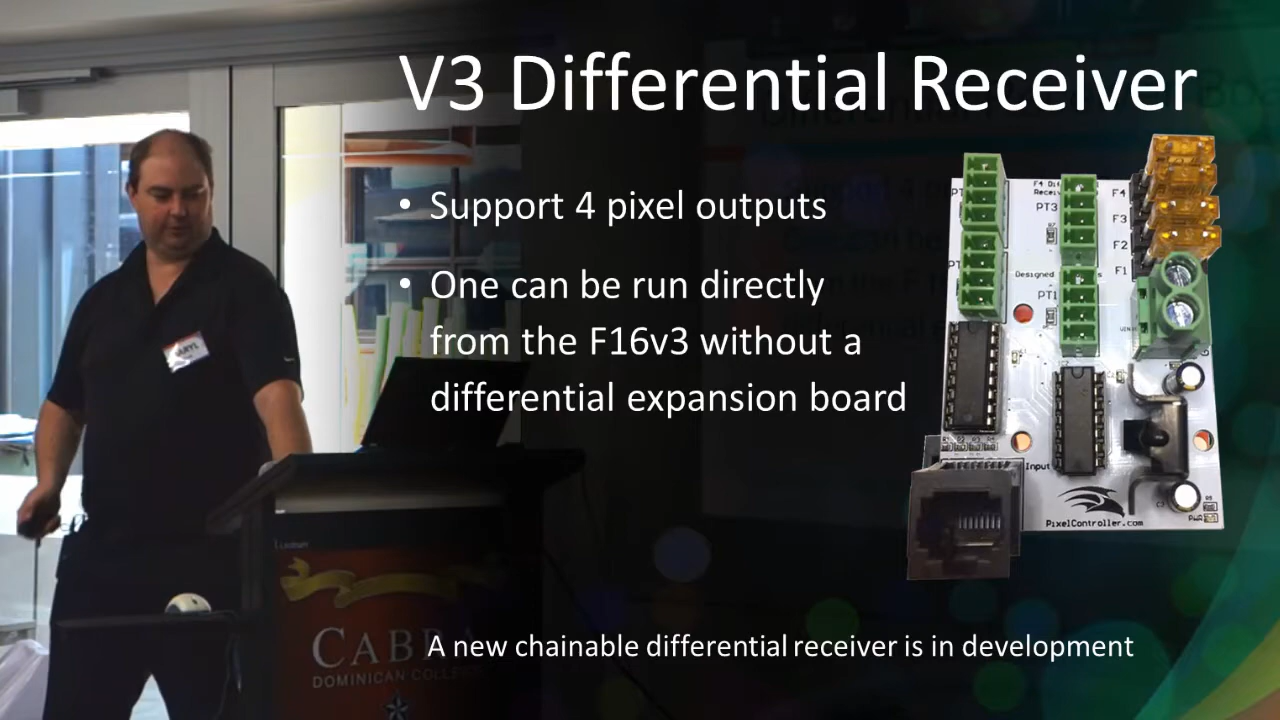 V3 Differential Receiver
• Support 4 pixel outputs
• One can be run directly
from the F16v3 without a
differential expansion board
PT3
F4
F3
F2
F1
Designed
PT1
Input
PixelController.com
PWR
A new chainable differential receiver is in development
DOMINICAN COLLEGE